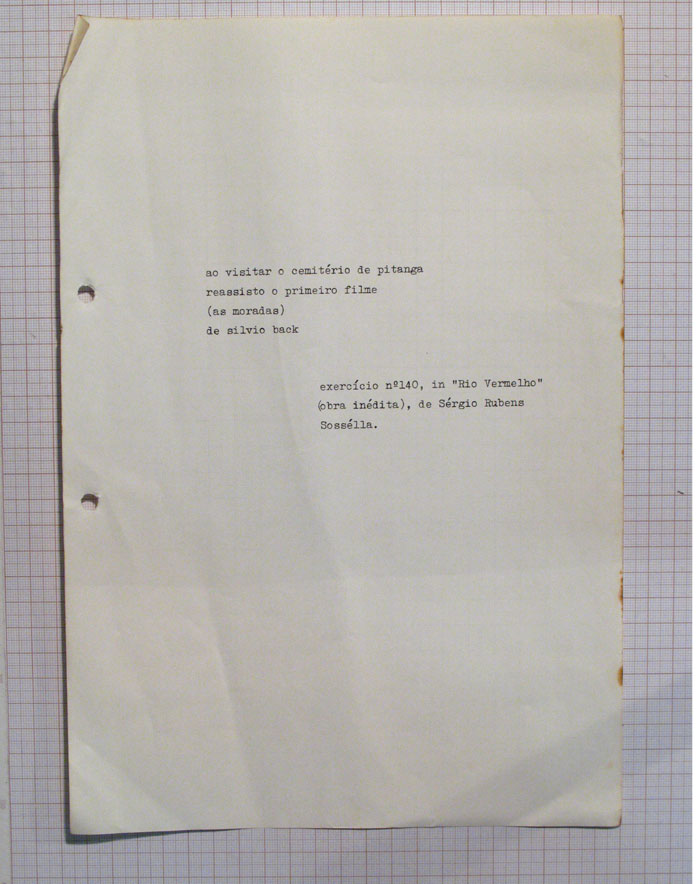 ao visitar o cemitério de pitanga
reassisto o primeiro filme
(as moradas)
de silvio back
exercício nº140, in "Rio Vermelho"
(obra inédita), de Sérgio Rubens
Sossélla.